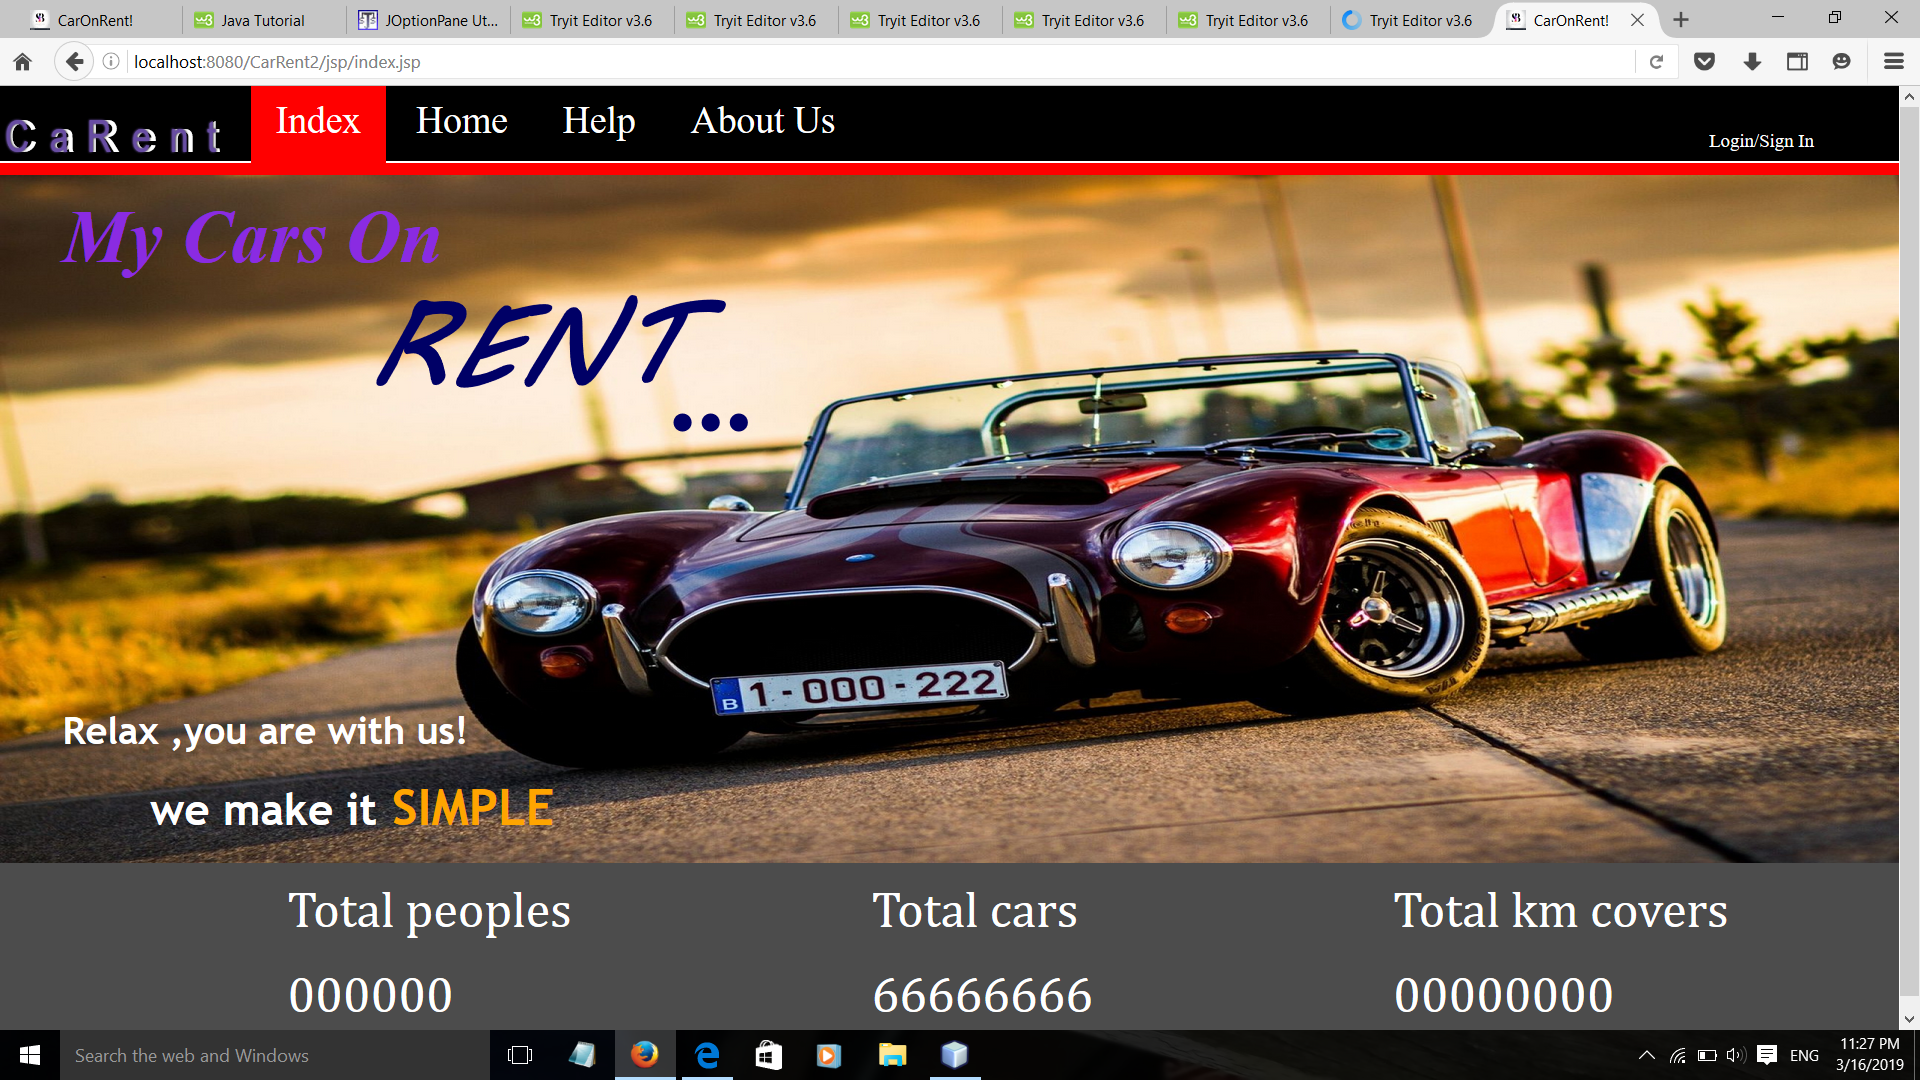 CarOnRent!
Java Tutorial
JOptionPane Ut...
Tryit Editor v3.6
Tryit Editor v3.6
Tryit Editor v3.6
Tryit Editor v3.6
Tryit Editor v3.6
Tryit Editor v3.6
CarOnRent!
localhost:8080/CarRent2/jsp/index.jsp
CaRent
Index
Home
Help
About Us
Login/Sign In
My Cars On
RENT
...
1-000-222
B
Relax ,you are with us!
we make it SIMPLE
Total peoples
Total cars
Total km covers
000000
66666666
00000000
Search the web and Windows
ENG
11:27 PM
3/16/2019